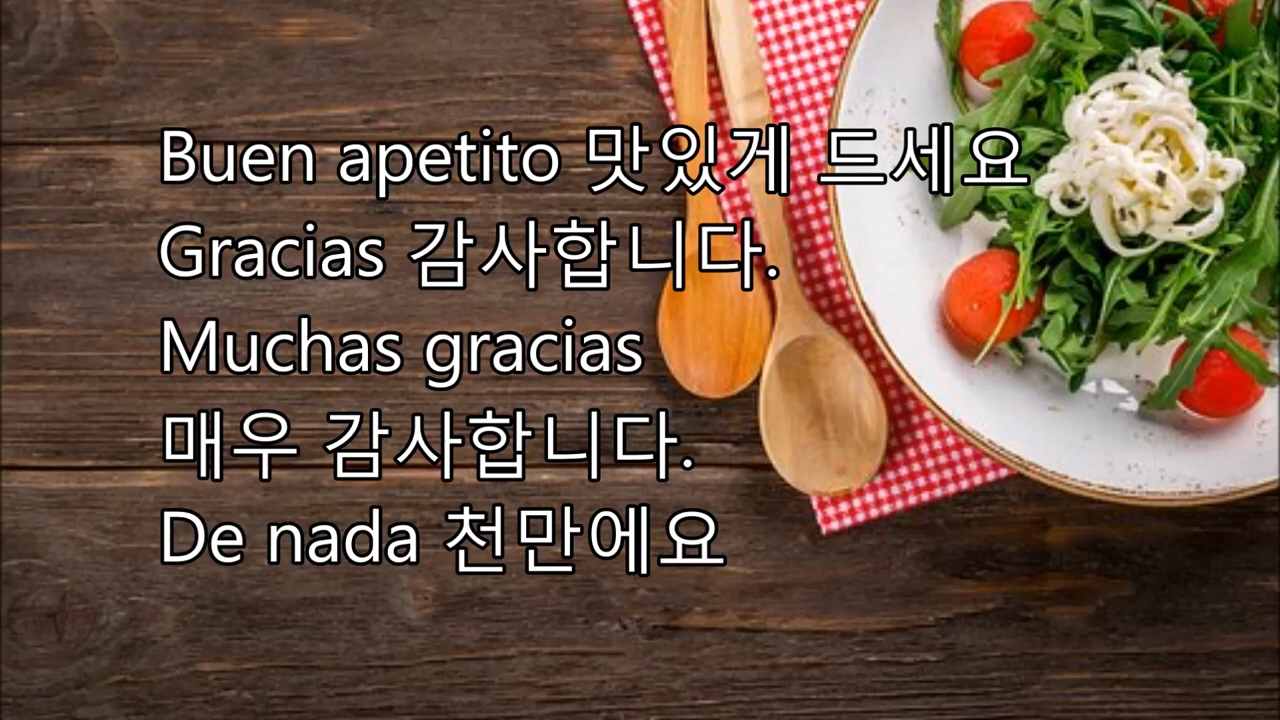 Buen apetito 맛있게 드세요
Gracias 감사합니다.
Muchas gracias
매우 감사합니다.
De nada 천만에요